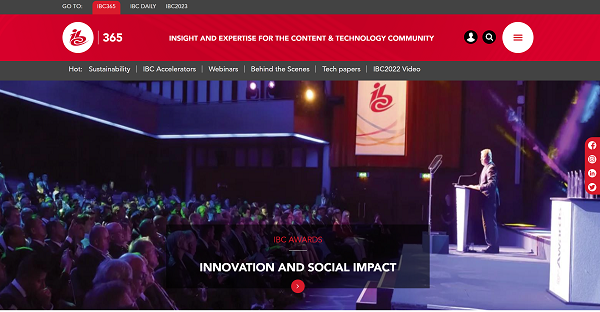 GO TO: IBC365 IBC DAILY IBC2023
ibc 365 INSIGHT AND EXPERTISE FOR THE CONTENT & TECHNOLOGY COMMUNITY
Hot: Sustainability | IBC Accelerators | Webinars | Behind the Scenes | Tech papers | IBC2022 Video
ibc
IBC AWARDS
INNOVATION AND SOCIAL IMPACT